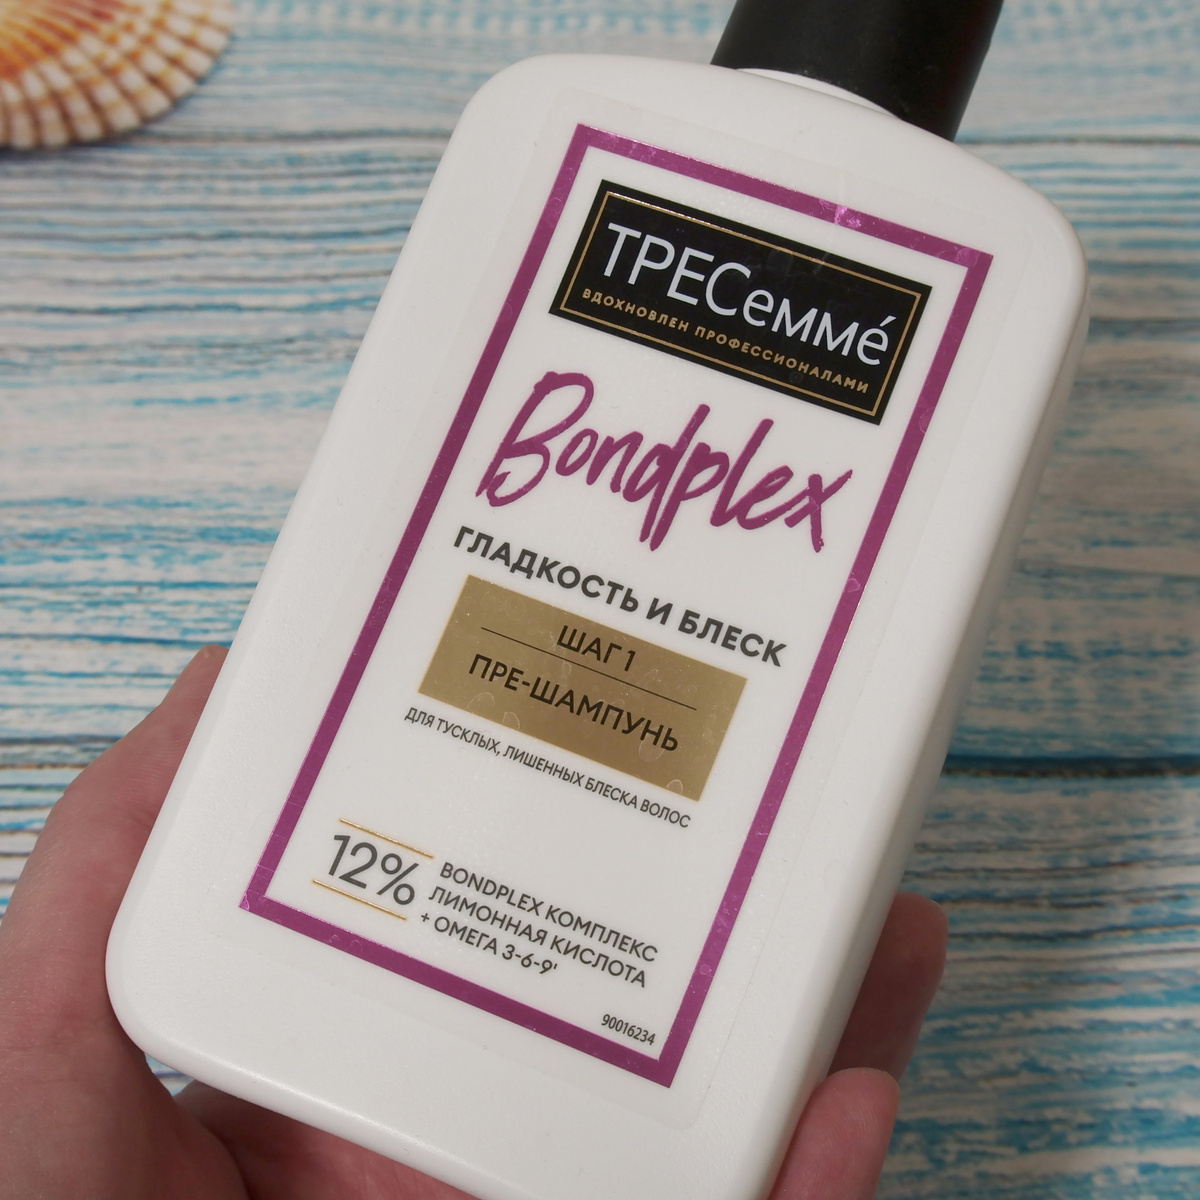 ТРЕСеммé
ВДОХНОВЛЕН ПРОФЕССИОНАЛАМИ
Bondplex
ГЛАДКОСТЬ И БЛЕСК
ШАГ 1
ПРЕ-ШАМПУНЬ
ДЛЯ ТУСКЛЫХ, ЛИШЕННЫХ БЛЕСКА ВОЛОС
12%
BONDPLEX КОМПЛЕКС
ЛИМОННАЯ КИСЛОТА
+ ОМЕГА 3-6-9'
90016234